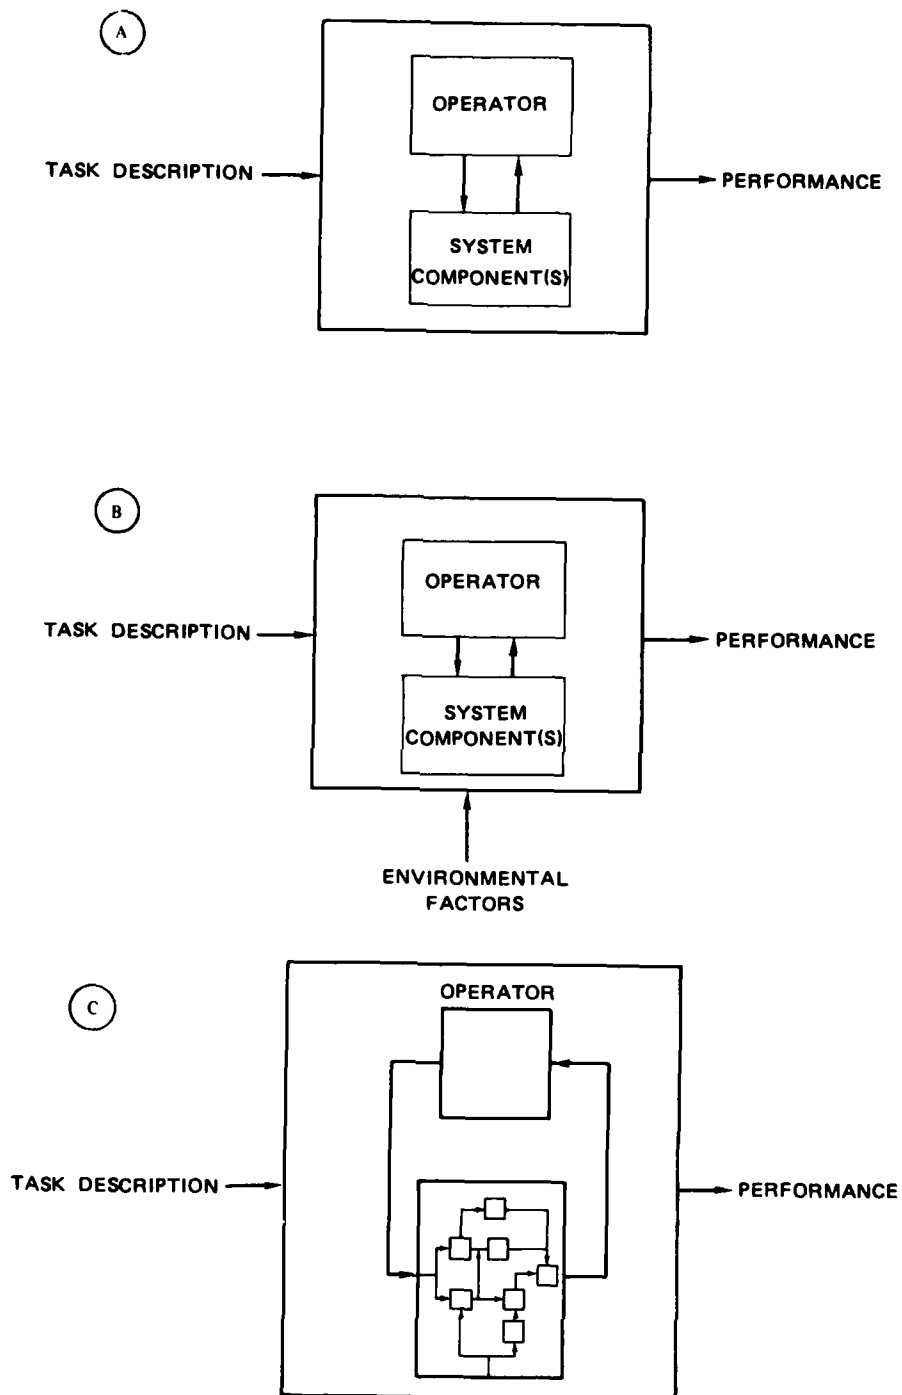 A
OPERATOR
TASK DESCRIPTION
PERFORMANCE
SYSTEM
COMPONENT(S)
B
OPERATOR
TASK DESCRIPTION
PERFORMANCE
SYSTEM
COMPONENT(S)
ENVIRONMENTAL
FACTORS
C
OPERATOR
TASK DESCRIPTION
PERFORMANCE